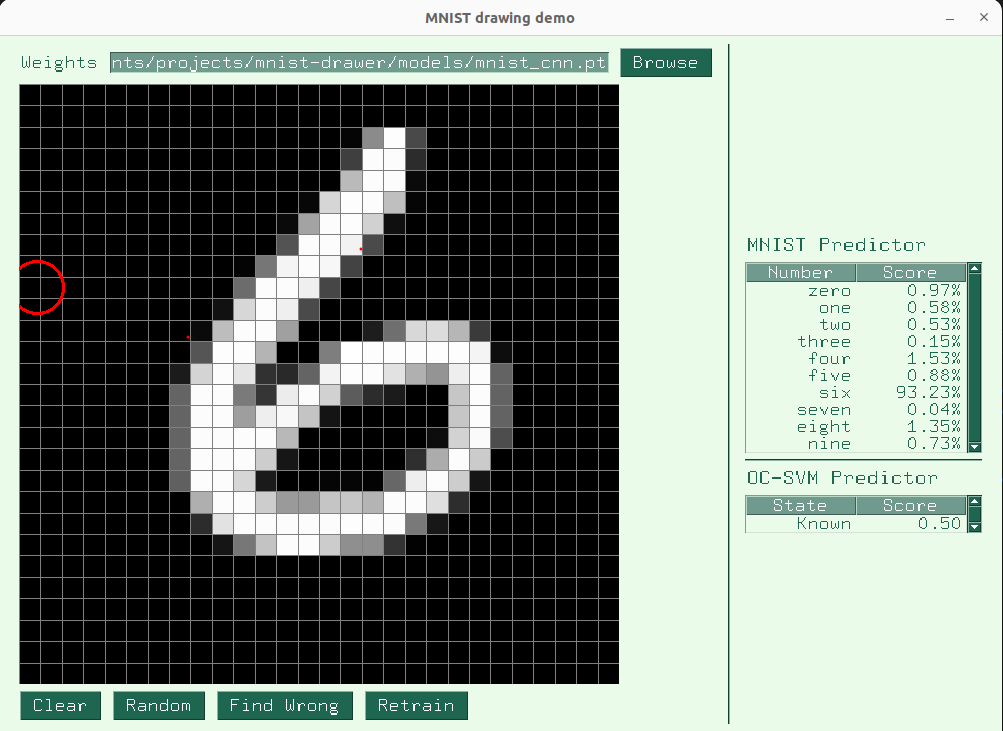 MNIST drawing demo
Weights nts/projects/mnist-drawer/models/mnist_cnn.pt Browse
6
MNIST Predictor
Number Score
zero 0.97%
one 0.58%
two 0.53%
three 0.15%
four 1.53%
five 0.88%
six 93.23%
seven 0.04%
eight 1.35%
nine 0.73%
OC-SVM Predictor
State Score
Known 0.50
Clear Random Find Wrong Retrain